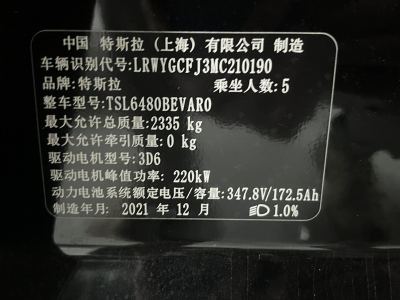 中国 特斯拉（上海）有限公司 制造
车辆识别代号:LRWYGCFJ3MC210190
品牌:特斯拉 乘坐人数:5
整车型号:TSL6480BEVAR0
最大允许总质量:2335 kg
最大允许牵引质量:0 kg
驱动电机型号:3D6
驱动电机峰值功率: 220kW
动力电池系统额定电压/容量:347.8V/172.5Ah
制造年月: 2021 年 12 月 1.0%